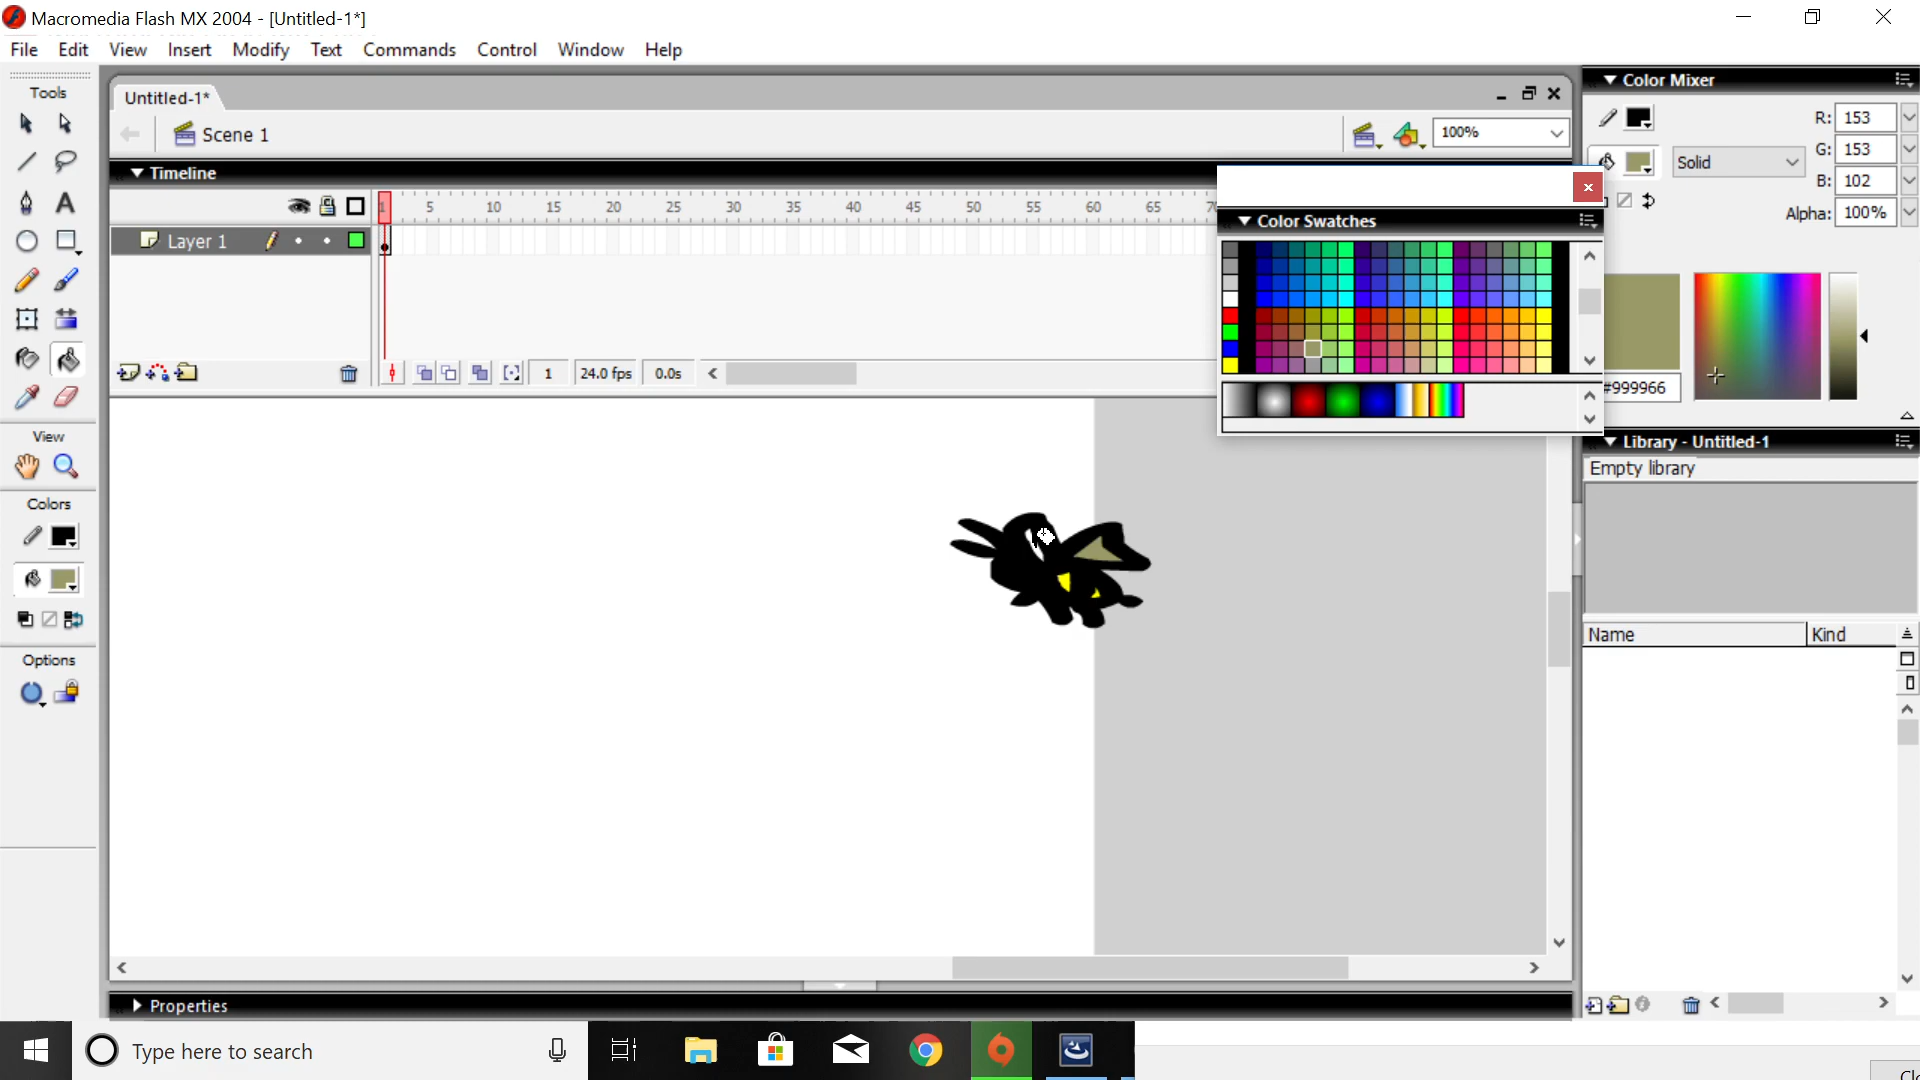 Macromedia Flash MX 2004 - [Untitled-1*]
File Edit View Insert Modify Text Commands Control Window Help
Tools
Untitled-1*
Scene 1
100%
Timeline
1 5 10 15 20 25 30 35 40 45 50 55 60 65
Layer 1
1 24.0 fps 0.0s
View
Colors
Options
Color Swatches
Color Mixer
R: 153
Solid
G: 153
B: 102
Alpha: 100%
#999966
Library - Untitled-1
Empty library
Name Kind
Properties
Type here to search